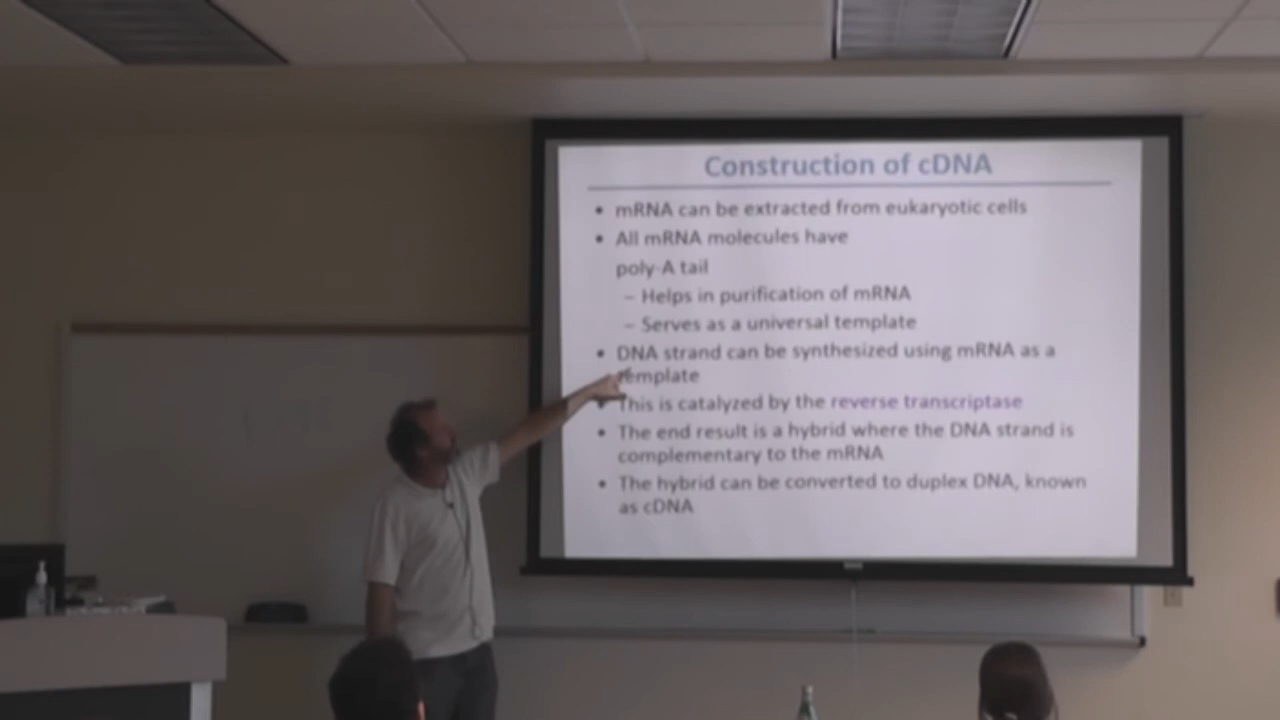 Construction of cDNA
• mRNA can be extracted from eukaryotic cells
• All mRNA molecules have
poly-A tail
– Helps in purification of mRNA
– Serves as a universal template
• DNA strand can be synthesized using mRNA as a
template
• This is catalyzed by the reverse transcriptase
• The end result is a hybrid where the DNA strand is
complementary to the mRNA
• The hybrid can be converted to duplex DNA, known
as cDNA